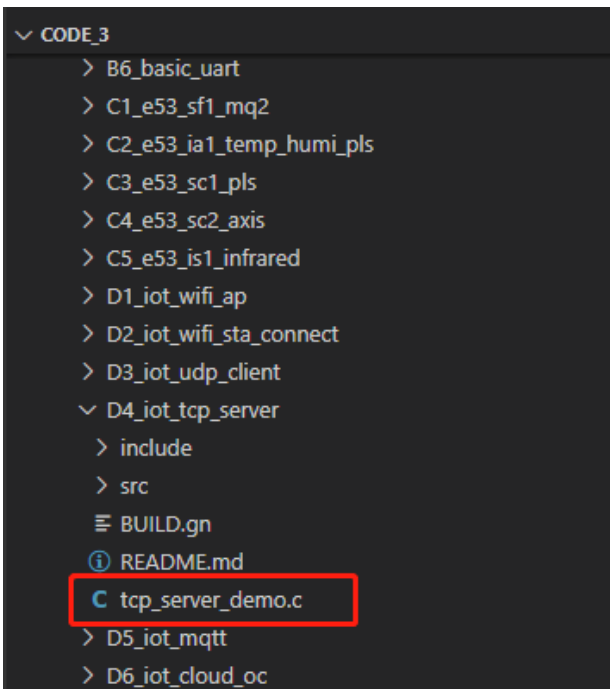 CODE_3
B6_basic_uart
C1_e53_sf1_mq2
C2_e53_ia1_temp_humi_pls
C3_e53_sc1_pls
C4_e53_sc2_axis
C5_e53_is1_infrared
D1_iot_wifi_ap
D2_iot_wifi_sta_connect
D3_iot_udp_client
D4_iot_tcp_server
include
src
BUILD.gn
README.md
C tcp_server_demo.c
D5_iot_mqtt
D6_iot_cloud_oc